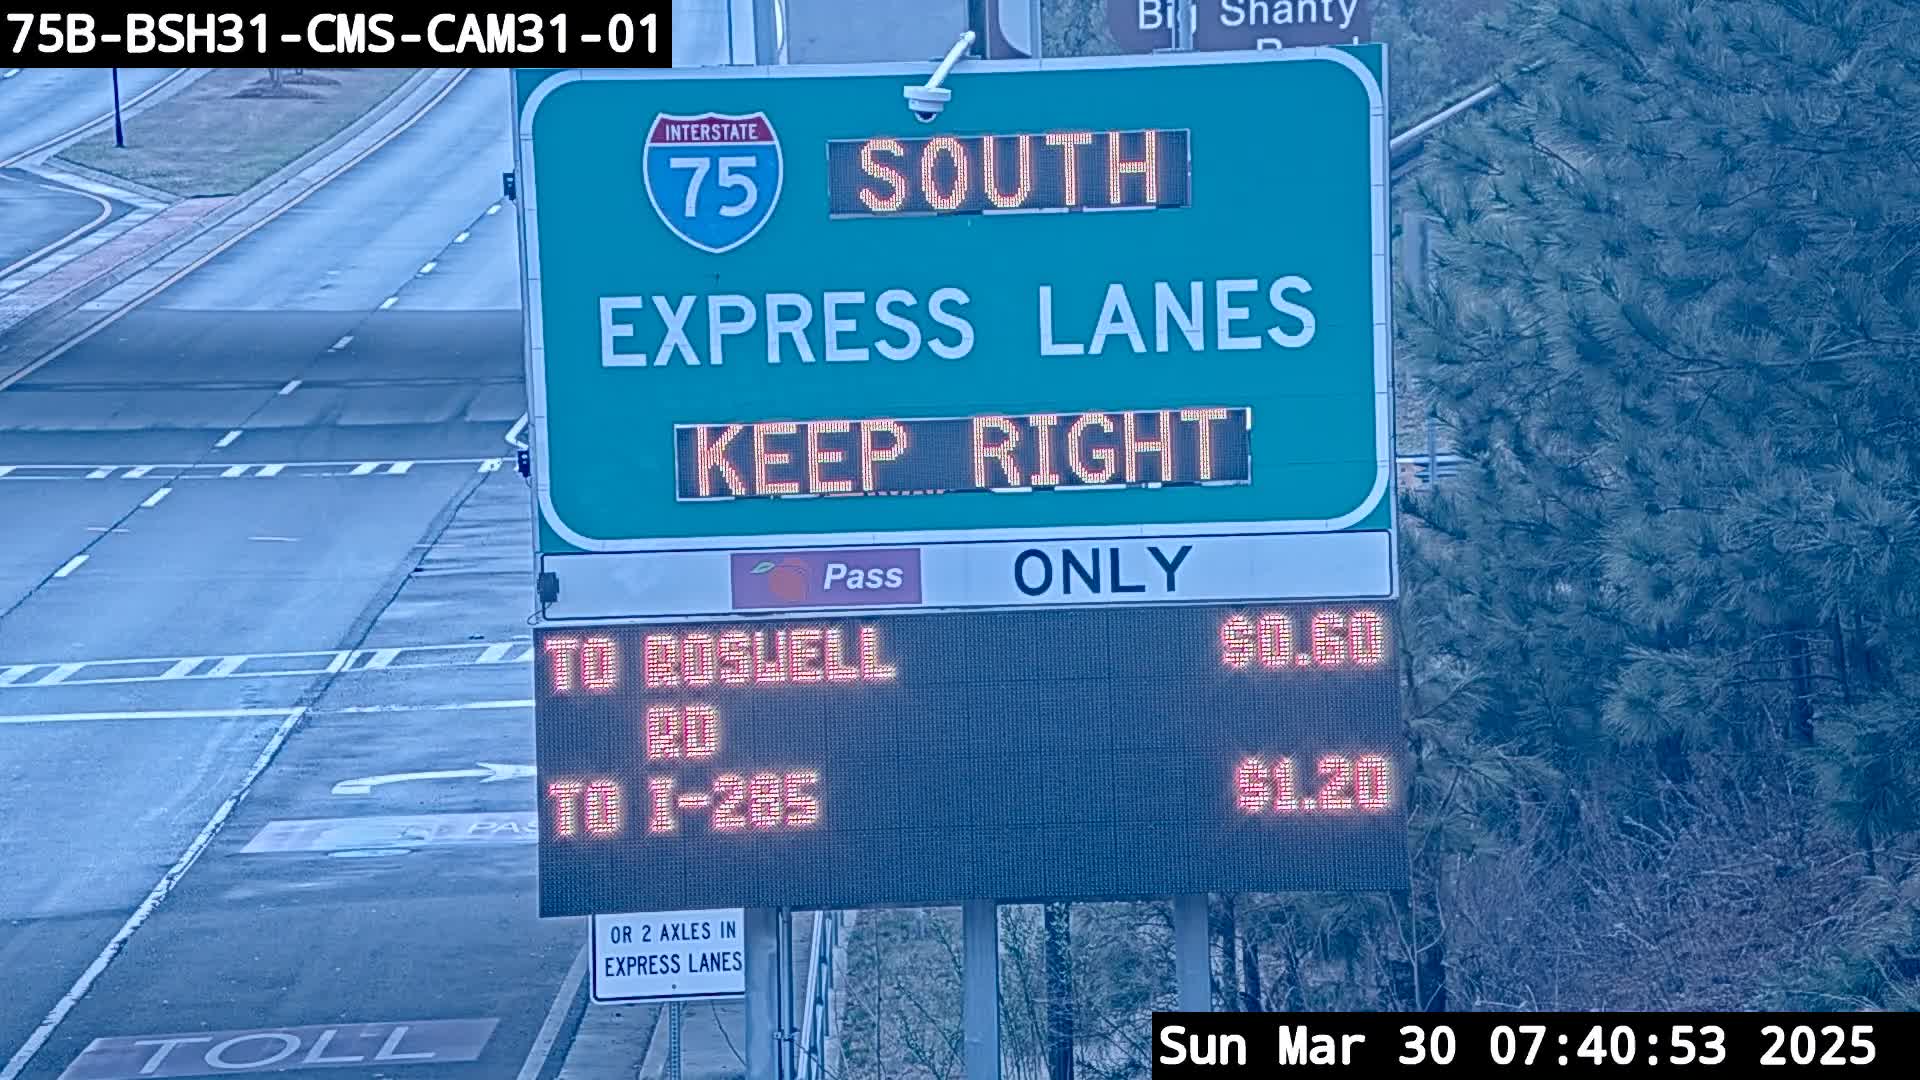 75B-BSH31-CMS-CAM31-01
Big Shanty
INTERSTATE
75
SOUTH
EXPRESS LANES
KEEP RIGHT
Pass ONLY
TO ROSWELL $0.60
RD
TO I-285 $1.20
OR 2 AXLES IN
EXPRESS LANES
TOLL
Sun Mar 30 07:40:53 2025